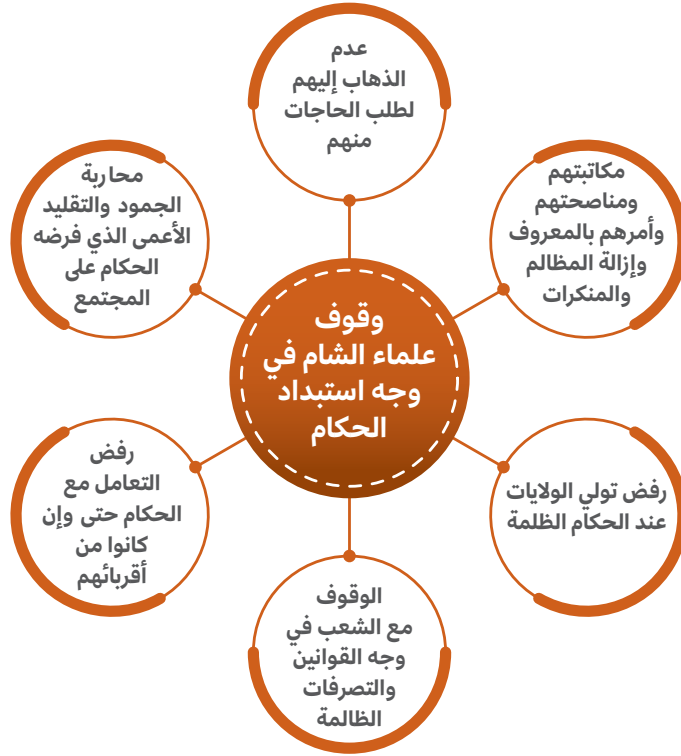 وقوف
علماء الشام في
وجه استبداد
الحكام
عدم
الذهاب إليهم
لطلب الحاجات
منهم
مكاتبتهم
ومناصحتهم
وأمرهم بالمعروف
وإزالة المظالم
والمنكرات
رفض تولي الولايات
عند الحكام الظلمة
الوقوف
مع الشعب في
وجه القوانين
والتصرفات
الظالمة
رفض
التعامل مع
الحكام حتى وإن
كانوا من
أقربائهم
محاربة
الجمود والتقليد
الأعمى الذي فرضه
الحكام على
المجتمع